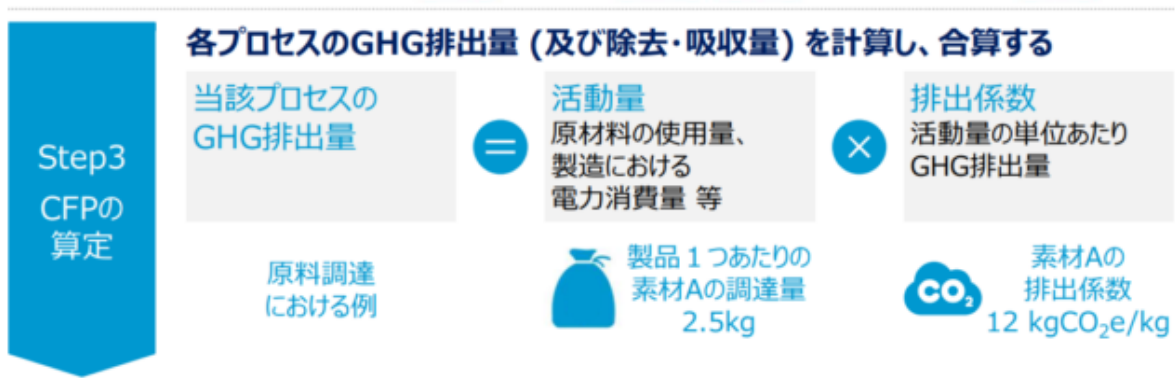 各プロセスのGHG排出量 (及び除去・吸収量) を計算し、合算する
Step3
CFPの
算定
当該プロセスの
GHG排出量
=
活動量
原材料の使用量、
製造における
電力消費量 等
×
排出係数
活動量の単位あたり
GHG排出量
原料調達
における例
製品１つあたりの
素材Aの調達量
2.5kg
CO₂
素材Aの
排出係数
12 kgCO₂e/kg